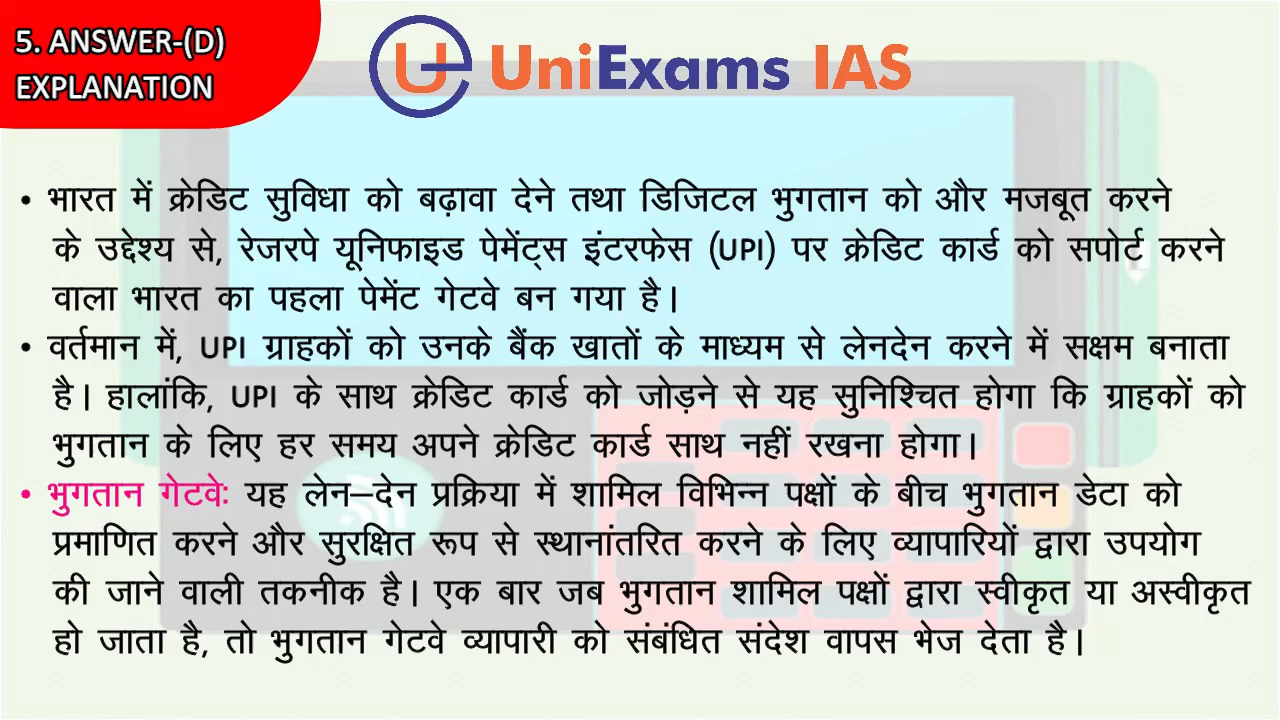 5. ANSWER-(D)
EXPLANATION
UniExams IAS
• भारत में क्रेडिट सुविधा को बढ़ावा देने तथा डिजिटल भुगतान को और मजबूत करने
के उद्देश्य से, रेजरपे यूनिफाइड पेमेंट्स इंटरफेस (UPI) पर क्रेडिट कार्ड को सपोर्ट करने
वाला भारत का पहला पेमेंट गेटवे बन गया है।
• वर्तमान में, UPI ग्राहकों को उनके बैंक खातों के माध्यम से लेनदेन करने में सक्षम बनाता
है। हालांकि, UPI के साथ क्रेडिट कार्ड को जोड़ने से यह सुनिश्चित होगा कि ग्राहकों को
भुगतान के लिए हर समय अपने क्रेडिट कार्ड साथ नहीं रखना होगा।
• भुगतान गेटवेः यह लेन–देन प्रक्रिया में शामिल विभिन्न पक्षों के बीच भुगतान डेटा को
प्रमाणित करने और सुरक्षित रूप से स्थानांतरित करने के लिए व्यापारियों द्वारा उपयोग
की जाने वाली तकनीक है। एक बार जब भुगतान शामिल पक्षों द्वारा स्वीकृत या अस्वीकृत
हो जाता है, तो भुगतान गेटवे व्यापारी को संबंधित संदेश वापस भेज देता है।